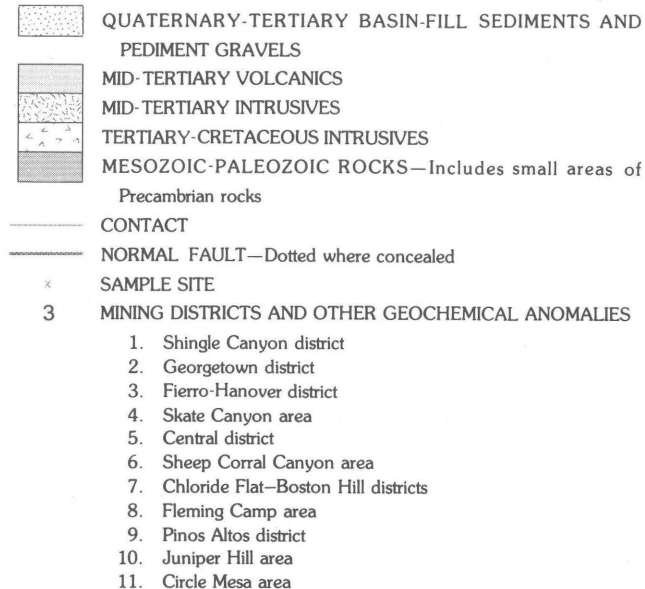 QUATERNARY-TERTIARY BASIN-FILL SEDIMENTS AND
PEDIMENT GRAVELS
MID-TERTIARY VOLCANICS
MID-TERTIARY INTRUSIVES
TERTIARY-CRETACEOUS INTRUSIVES
MESOZOIC-PALEOZOIC ROCKS—Includes small areas of
Precambrian rocks
CONTACT
NORMAL FAULT—Dotted where concealed
x SAMPLE SITE
3 MINING DISTRICTS AND OTHER GEOCHEMICAL ANOMALIES
1. Shingle Canyon district
2. Georgetown district
3. Fierro-Hanover district
4. Skate Canyon area
5. Central district
6. Sheep Corral Canyon area
7. Chloride Flat–Boston Hill districts
8. Fleming Camp area
9. Pinos Altos district
10. Juniper Hill area
11. Circle Mesa area